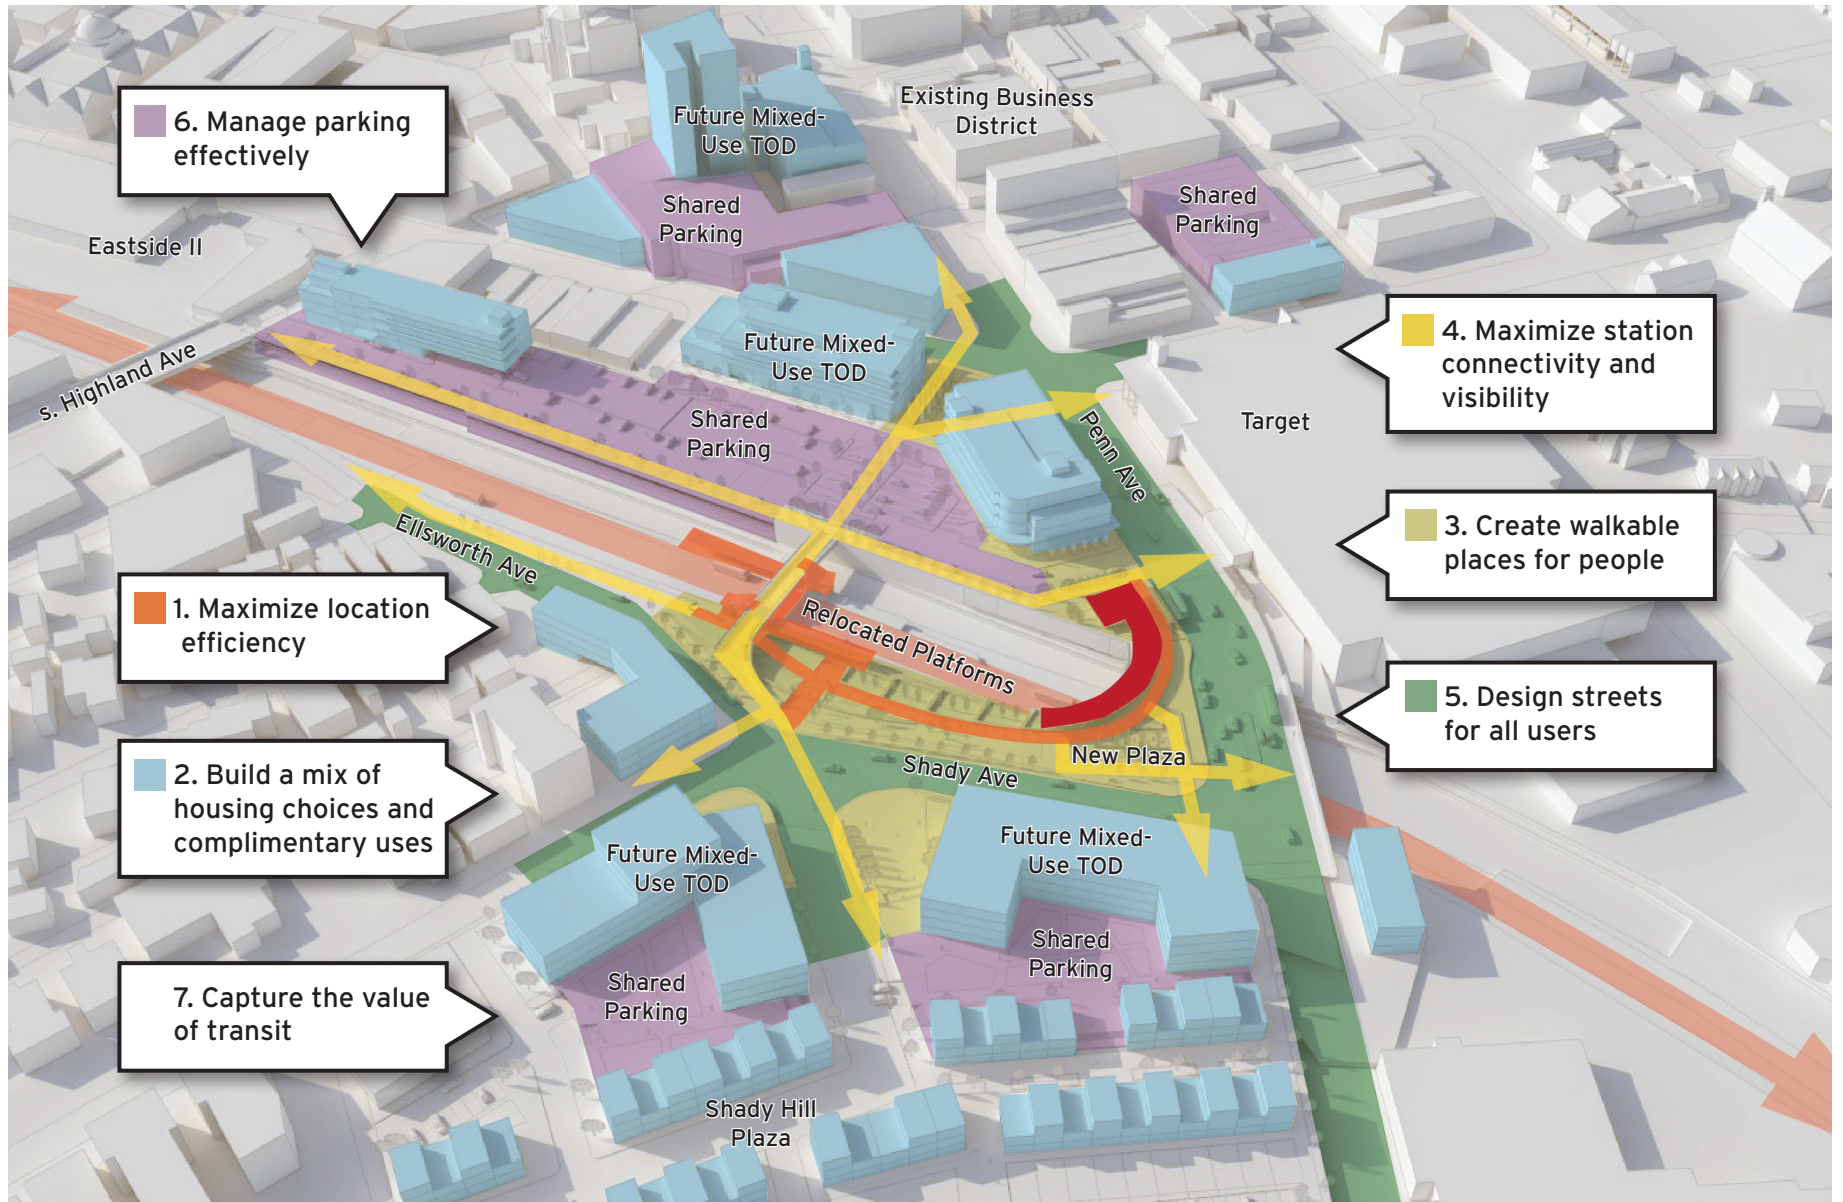 Existing Business
District
Future Mixed-
Use TOD
6. Manage parking
effectively
Shared
Parking
Shared
Parking
Eastside II
s. Highland Ave
Future Mixed-
Use TOD
4. Maximize station
connectivity and
visibility
Shared
Parking
Target
Penn Ave
Ellsworth Ave
3. Create walkable
places for people
1. Maximize location
efficiency
Relocated Platforms
5. Design streets
for all users
New Plaza
Shady Ave
2. Build a mix of
housing choices and
complimentary uses
Future Mixed-
Use TOD
Future Mixed-
Use TOD
Shared
Parking
Shared
Parking
7. Capture the value
of transit
Shady Hill
Plaza